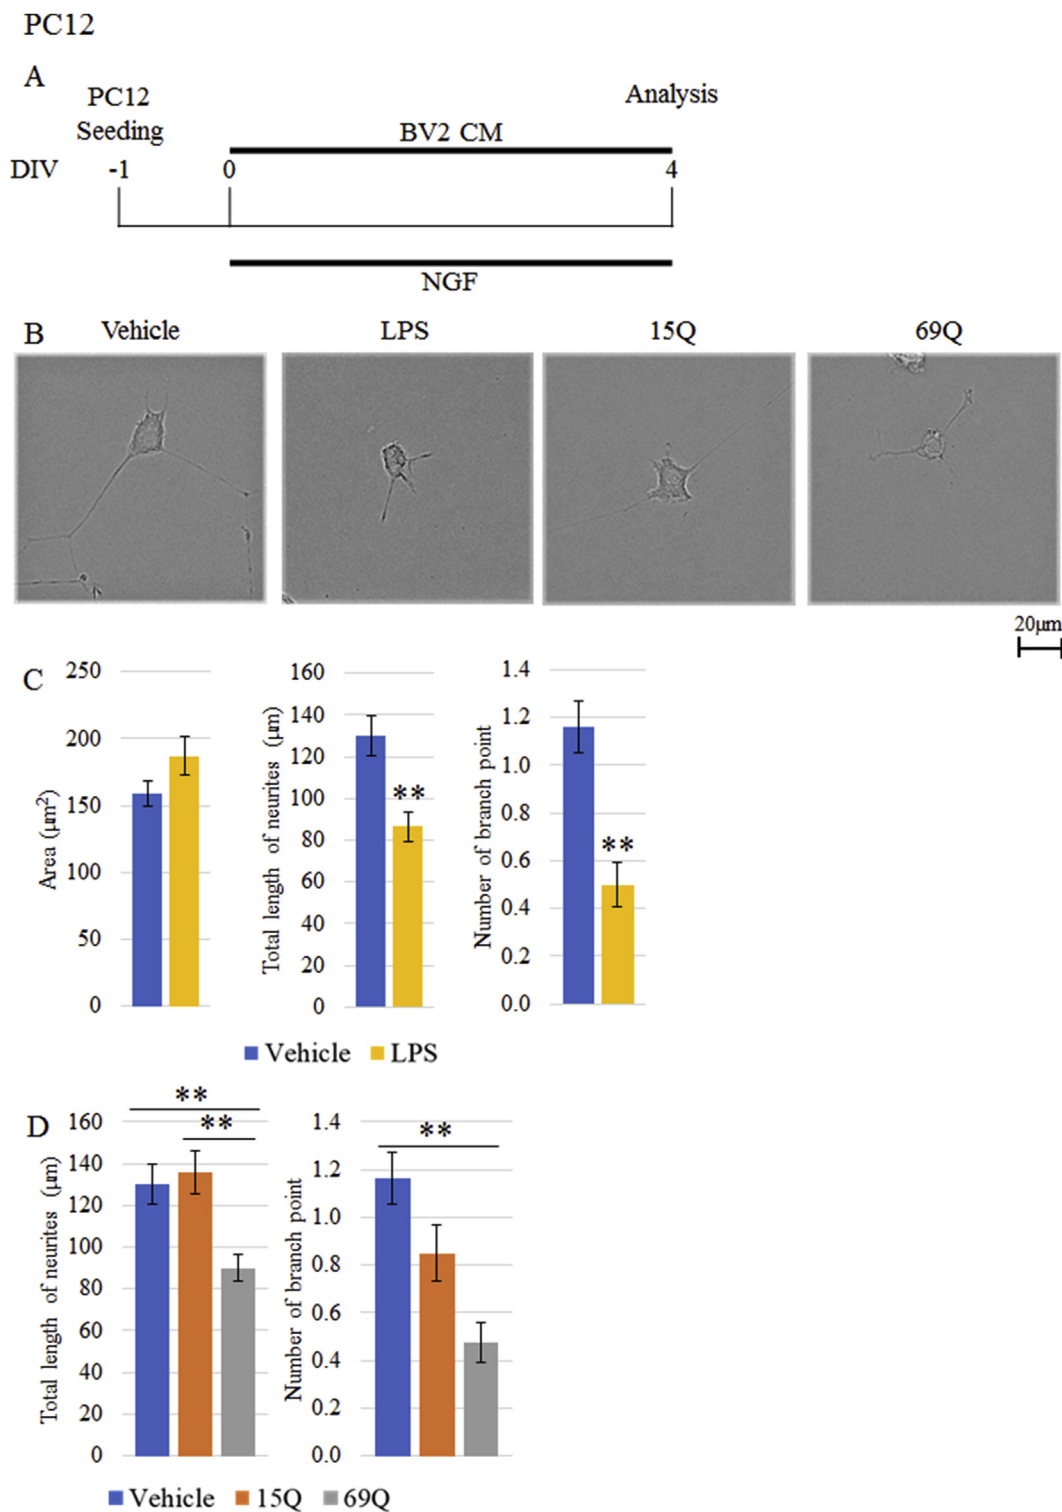 PC12
A
PC12
Seeding
Analysis
BV2 CM
DIV -1 0 4
NGF
B Vehicle LPS 15Q 69Q
20μm
C
Area (μm²)
250
200
150
100
50
0
Total length of neurites (μm)
160
140
120
100
80
60
40
20
0
**
Number of branch point
1.4
1.2
1.0
0.8
0.6
0.4
0.2
0.0
**
Vehicle LPS
D
Total length of neurites (μm)
160
140
120
100
80
60
40
20
0
**
**
Number of branch point
1.4
1.2
1.0
0.8
0.6
0.4
0.2
0.0
**
Vehicle 15Q 69Q